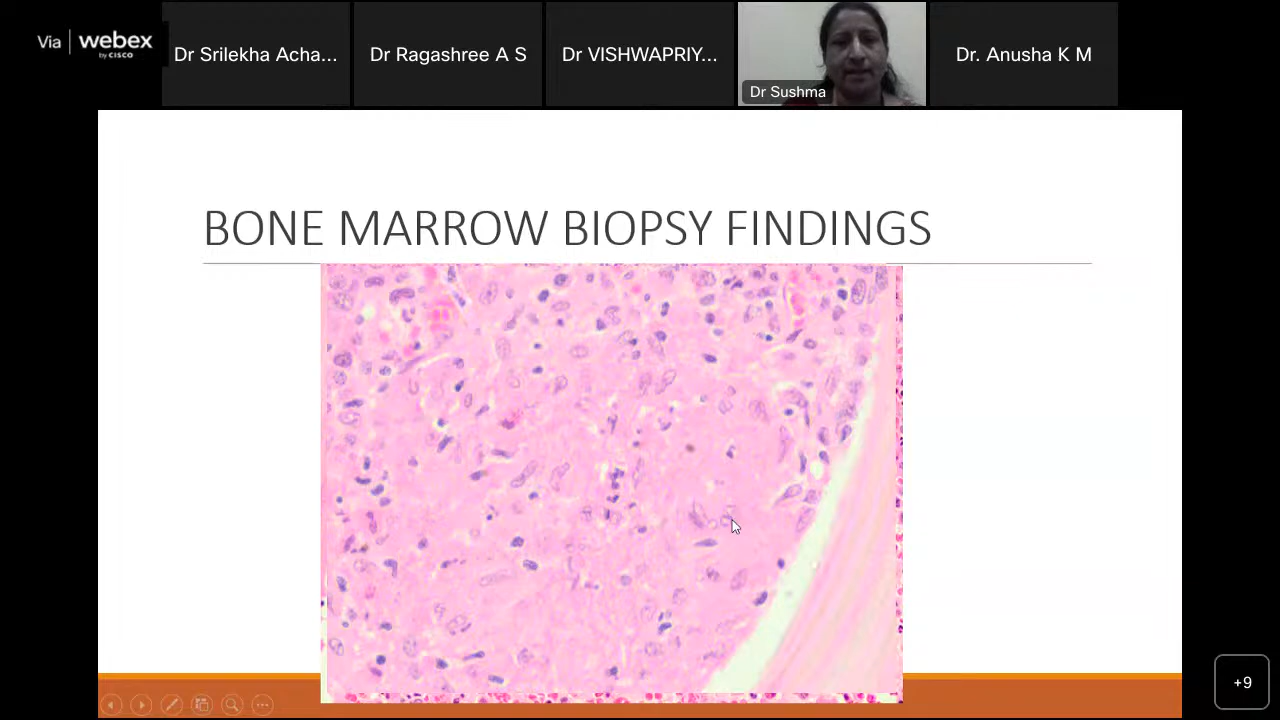 Via webex
by CISCO
Dr Srilekha Acha...
Dr Ragashree A S
Dr VISHWAPRIY...
Dr Sushma
Dr. Anusha K M
BONE MARROW BIOPSY FINDINGS
+9